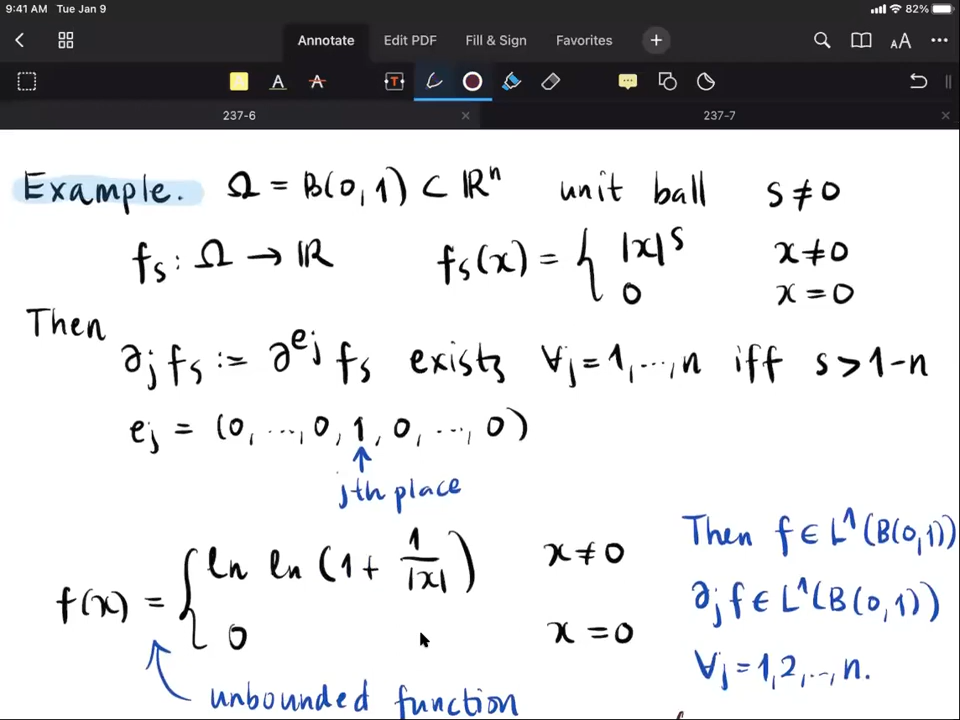 9:41 AM Tue Jan 9 82%
Annotate Edit PDF Fill & Sign Favorites + AA
A A T
237-6 × 237-7 ×
Example. Ω = B(0,1) ⊂ ℝⁿ unit ball s ≠ 0
fₛ : Ω → ℝ fₛ(x) = { |x|ˢ x ≠ 0
0 x = 0
Then
∂ⱼ fₛ := ∂^{eⱼ} fₛ exists ∀j = 1, ..., n iff s > 1 - n
eⱼ = (0, ..., 0, 1, 0, ..., 0)
↑
jth place
f(x) = { ln ln (1 + 1/|x|) x ≠ 0
0 x = 0
unbounded function
Then f ∈ L¹(B(0,1))
∂ⱼ f ∈ L¹(B(0,1))
∀j = 1, 2, ..., n.